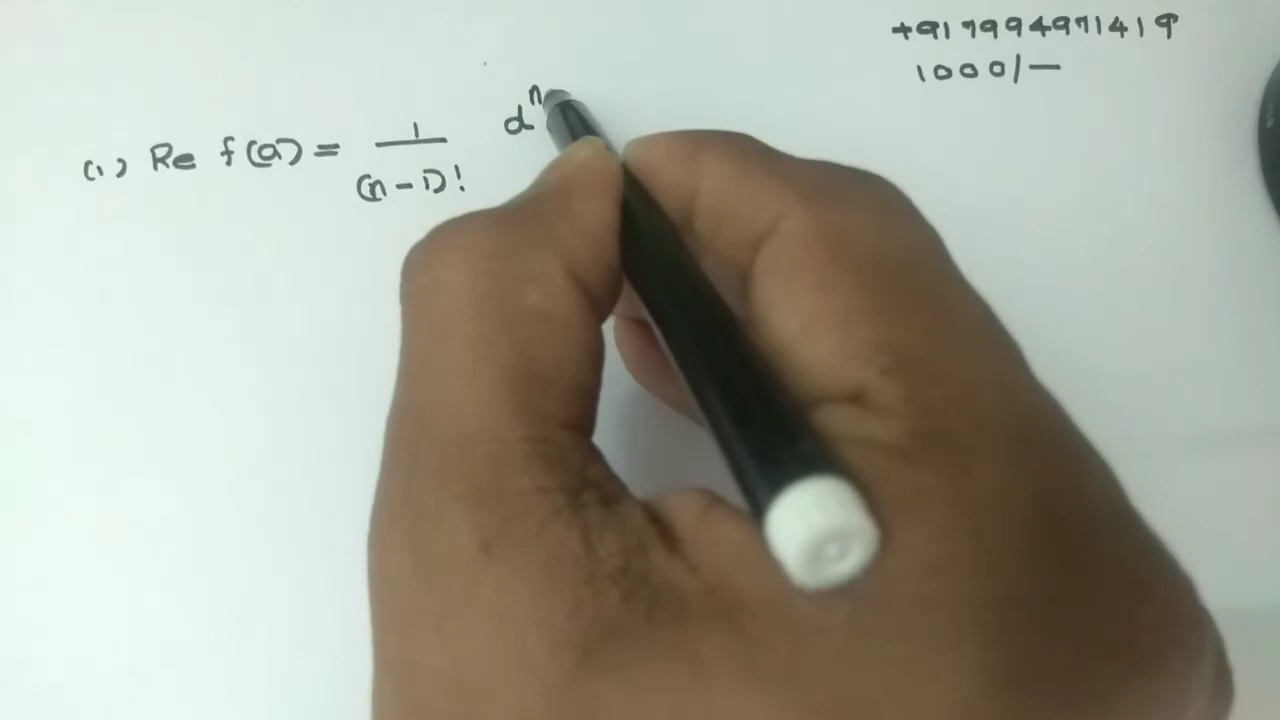 +917994971419
1000/-
(1) Re f(a) = 1/(n-1)! d^n